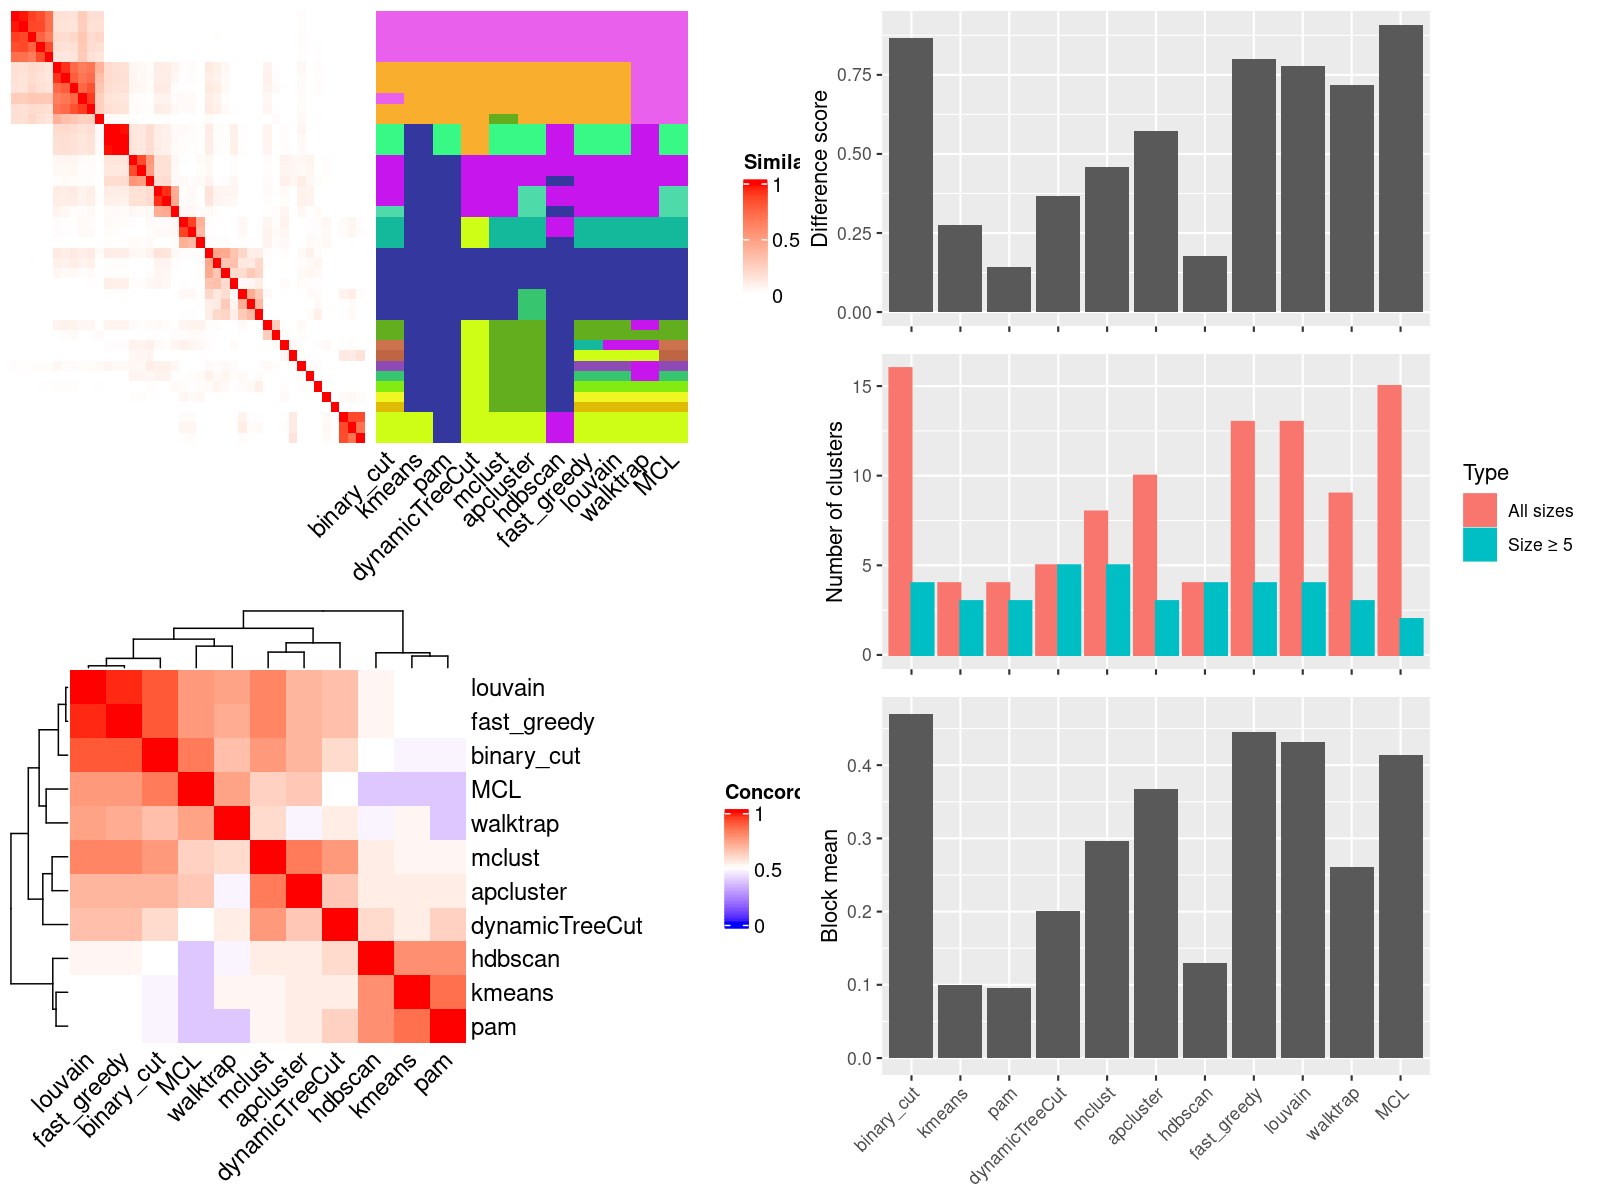 Simila
1
0.5
0
binary_cut
kmeans
pam
dynamicTreeCut
mclust
apcluster
hdbscan
fast_greedy
louvain
walktrap
MCL
louvain
fast_greedy
binary_cut
MCL
walktrap
mclust
apcluster
dynamicTreeCut
hdbscan
kmeans
pam
Concord
1
0.5
0
louvain
fast_greedy
binary_cut
MCL
walktrap
mclust
apcluster
dynamicTreeCut
hdbscan
kmeans
pam
Difference score
0.75
0.50
0.25
0.00
Number of clusters
15
10
5
0
Type
All sizes
Size ≥ 5
Block mean
0.4
0.3
0.2
0.1
0.0
binary_cut
kmeans
pam
dynamicTreeCut
mclust
apcluster
hdbscan
fast_greedy
louvain
walktrap
MCL